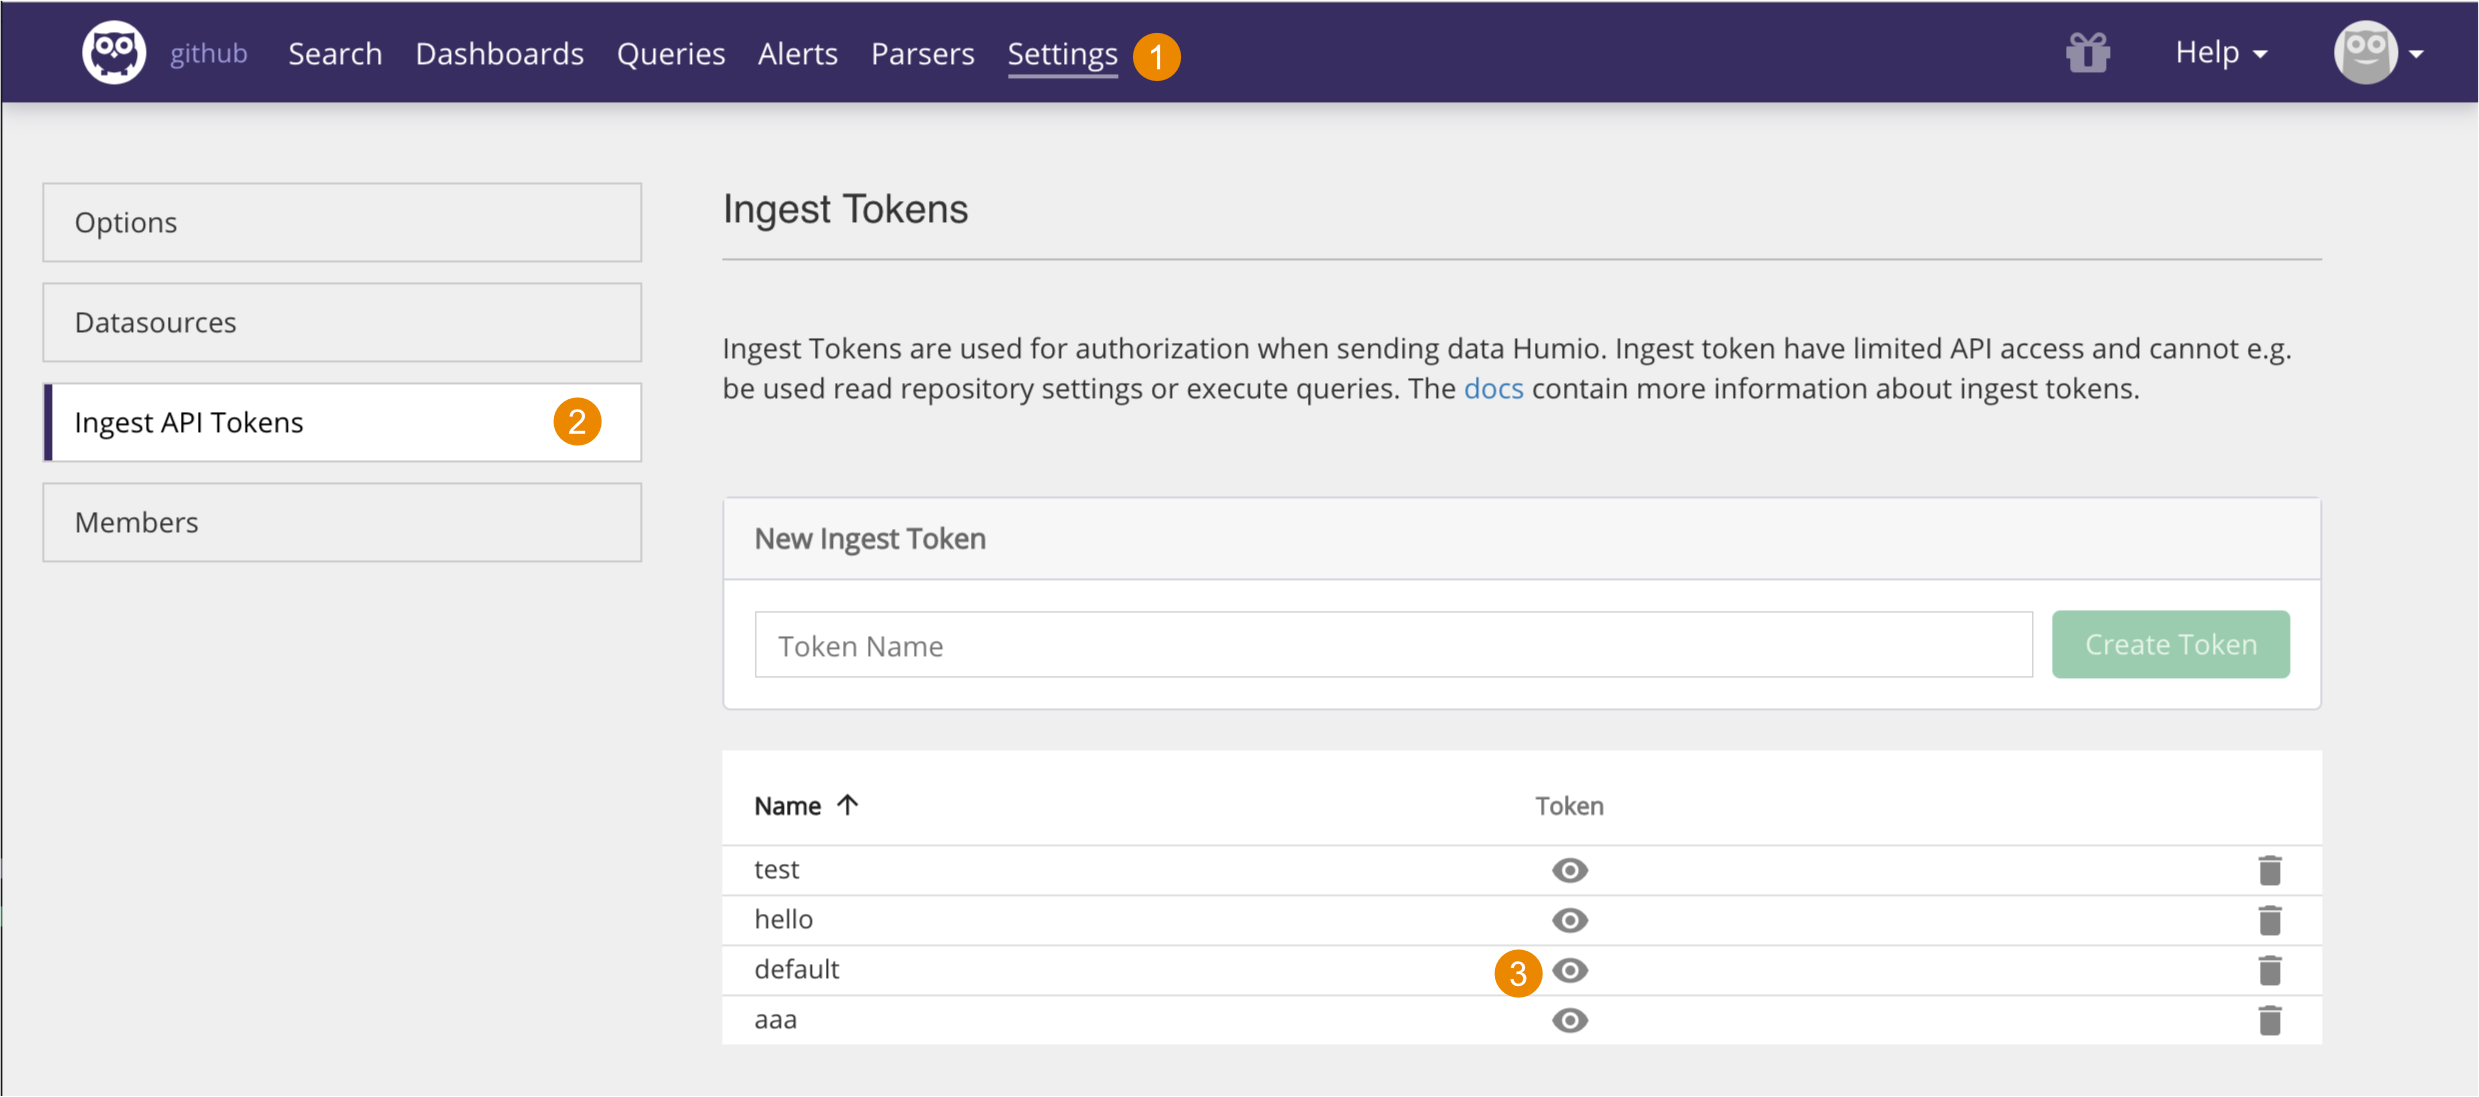 github Search Dashboards Queries Alerts Parsers Settings 1 Help
Options
Datasources
Ingest API Tokens 2
Members
Ingest Tokens
Ingest Tokens are used for authorization when sending data Humio. Ingest token have limited API access and cannot e.g.
be used read repository settings or execute queries. The docs contain more information about ingest tokens.
New Ingest Token
Token Name Create Token
Name Token
test
hello
default 3
aaa